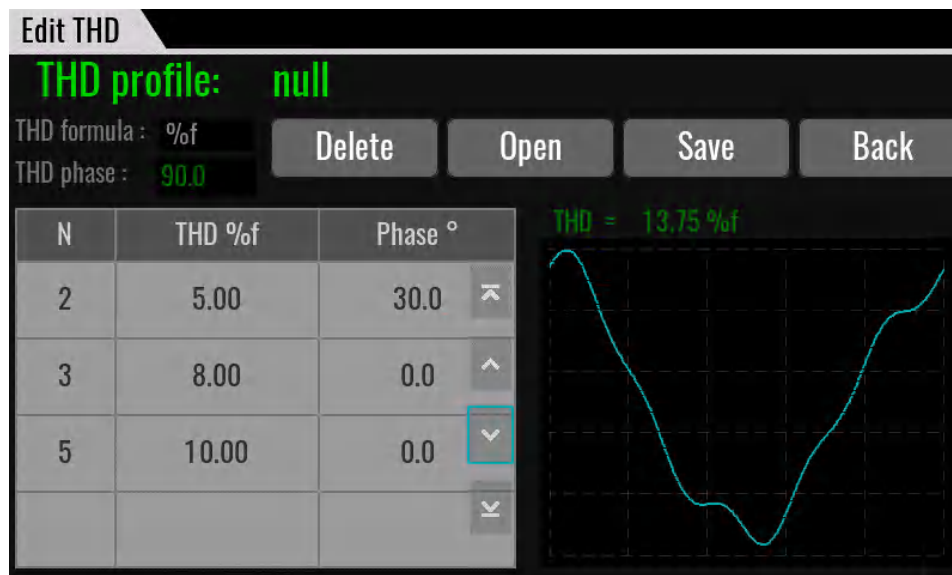 Edit THD
THD profile: null
THD formula : %f
THD phase : 90.0
Delete Open Save Back
N THD %f Phase °
2 5.00 30.0
3 8.00 0.0
5 10.00 0.0
THD = 13.75 %f